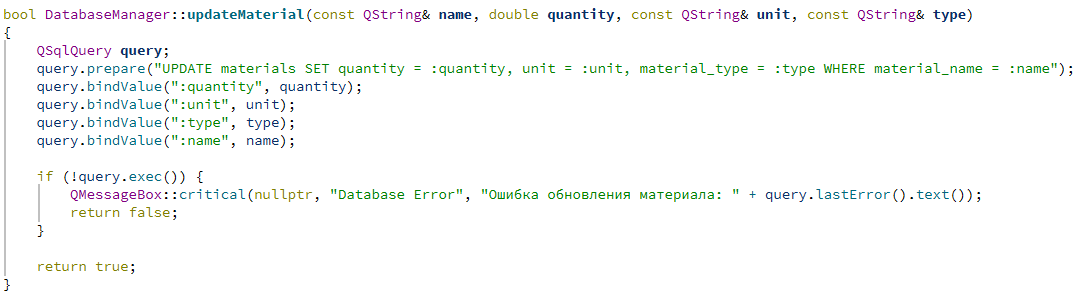 bool DatabaseManager::updateMaterial(const QString& name, double quantity, const QString& unit, const QString& type)
{
    QSqlQuery query;
    query.prepare("UPDATE materials SET quantity = :quantity, unit = :unit, material_type = :type WHERE material_name = :name");
    query.bindValue(":quantity", quantity);
    query.bindValue(":unit", unit);
    query.bindValue(":type", type);
    query.bindValue(":name", name);

    if (!query.exec()) {
        QMessageBox::critical(nullptr, "Database Error", "Ошибка обновления материала: " + query.lastError().text());
        return false;
    }

    return true;
}